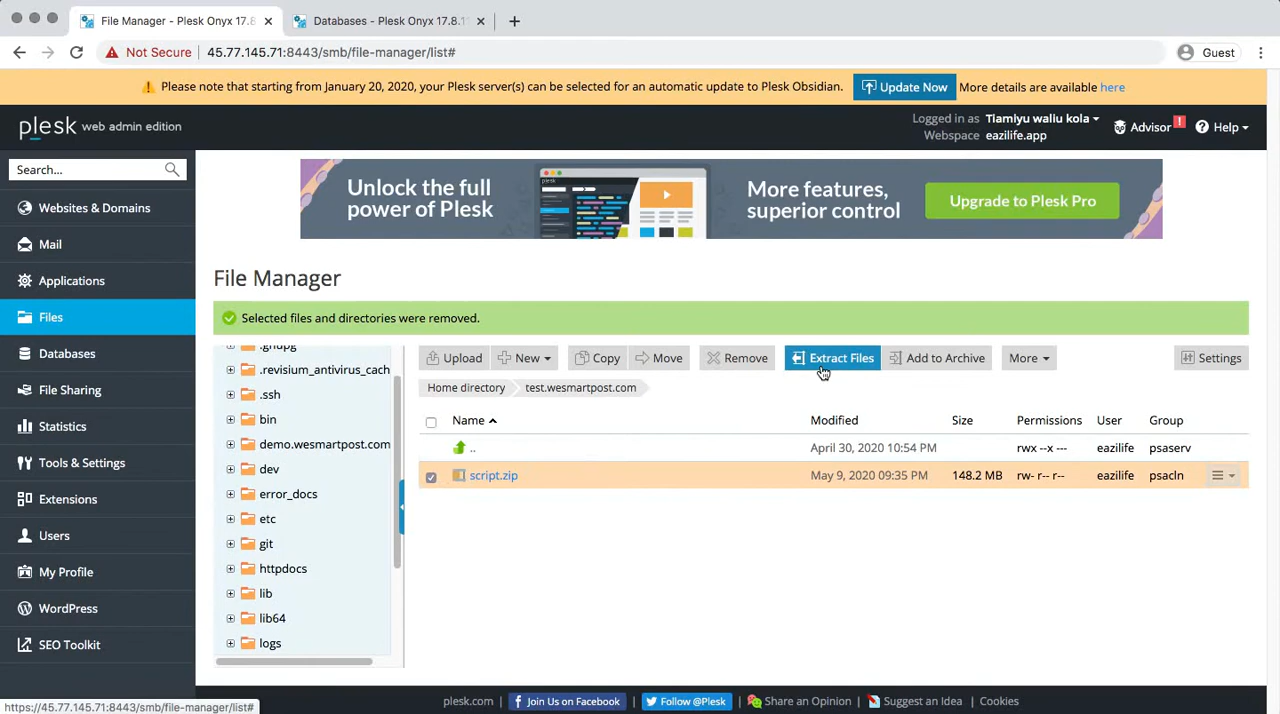 File Manager - Plesk Onyx 17.8
Databases - Plesk Onyx 17.8.1
Not Secure
45.77.145.71:8443/smb/file-manager/list#
Guest
Please note that starting from January 20, 2020, your Plesk server(s) can be selected for an automatic update to Plesk Obsidian.
Update Now
More details are available here
plesk web admin edition
Logged in as Tiamiyu waliu kola
Webspace eazilife.app
Advisor !
Help
Search...
Unlock the full
power of Plesk
More features,
superior control
Upgrade to Plesk Pro
Websites & Domains
Mail
Applications
Files
Databases
File Sharing
Statistics
Tools & Settings
Extensions
Users
My Profile
WordPress
SEO Toolkit
File Manager
Selected files and directories were removed.
.gnupg
.revisium_antivirus_cach
.ssh
bin
demo.wesmartpost.com
dev
error_docs
etc
git
httpdocs
lib
lib64
logs
Upload
New
Copy
Move
Remove
Extract Files
Add to Archive
More
Settings
Home directory
test.wesmartpost.com
Name Modified Size Permissions User Group
.. April 30, 2020 10:54 PM rwx --x --- eazilife psaserv
script.zip May 9, 2020 09:35 PM 148.2 MB rw- r-- r-- eazilife psacln
https://45.77.145.71:8443/smb/file-manager/list#
plesk.com
Join Us on Facebook
Follow @Plesk
Share an Opinion
Suggest an Idea
Cookies